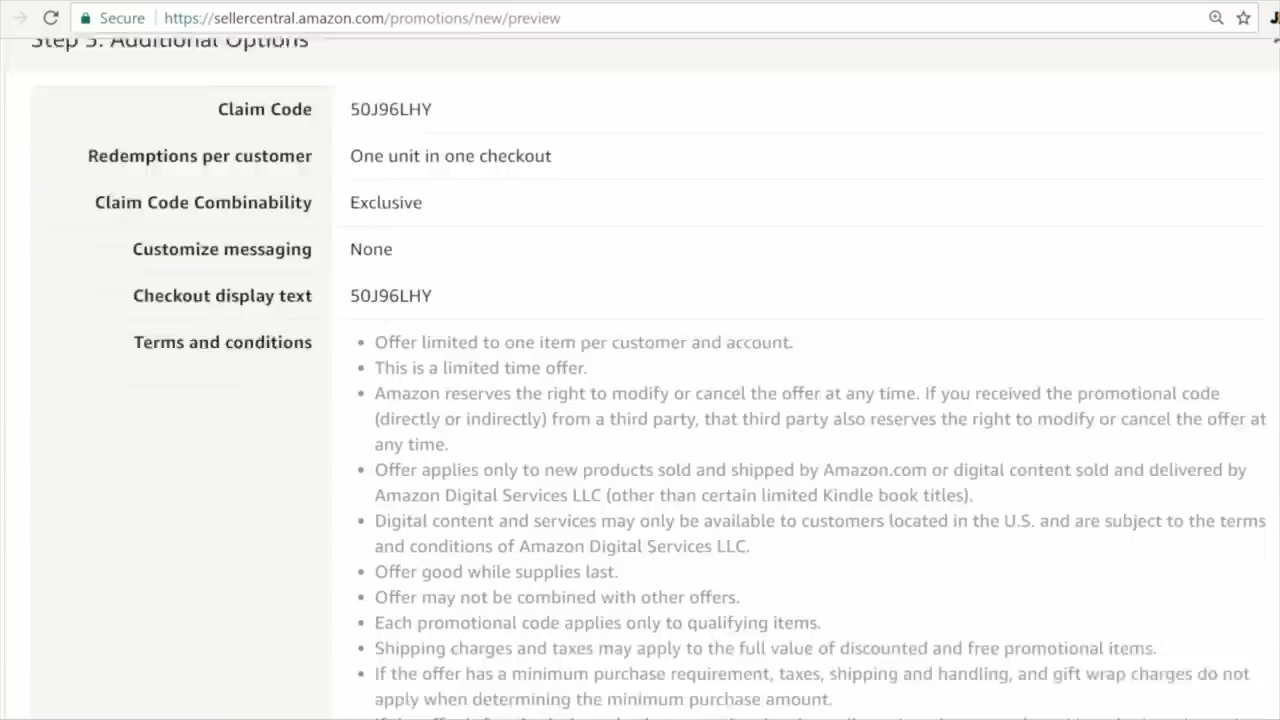 Secure https://sellercentral.amazon.com/promotions/new/preview
Step 3: Additional Options
Claim Code 50J96LHY
Redemptions per customer One unit in one checkout
Claim Code Combinability Exclusive
Customize messaging None
Checkout display text 50J96LHY
Terms and conditions • Offer limited to one item per customer and account.
• This is a limited time offer.
• Amazon reserves the right to modify or cancel the offer at any time. If you received the promotional code
(directly or indirectly) from a third party, that third party also reserves the right to modify or cancel the offer at
any time.
• Offer applies only to new products sold and shipped by Amazon.com or digital content sold and delivered by
Amazon Digital Services LLC (other than certain limited Kindle book titles).
• Digital content and services may only be available to customers located in the U.S. and are subject to the terms
and conditions of Amazon Digital Services LLC.
• Offer good while supplies last.
• Offer may not be combined with other offers.
• Each promotional code applies only to qualifying items.
• Shipping charges and taxes may apply to the full value of discounted and free promotional items.
• If the offer has a minimum purchase requirement, taxes, shipping and handling, and gift wrap charges do not
apply when determining the minimum purchase amount.